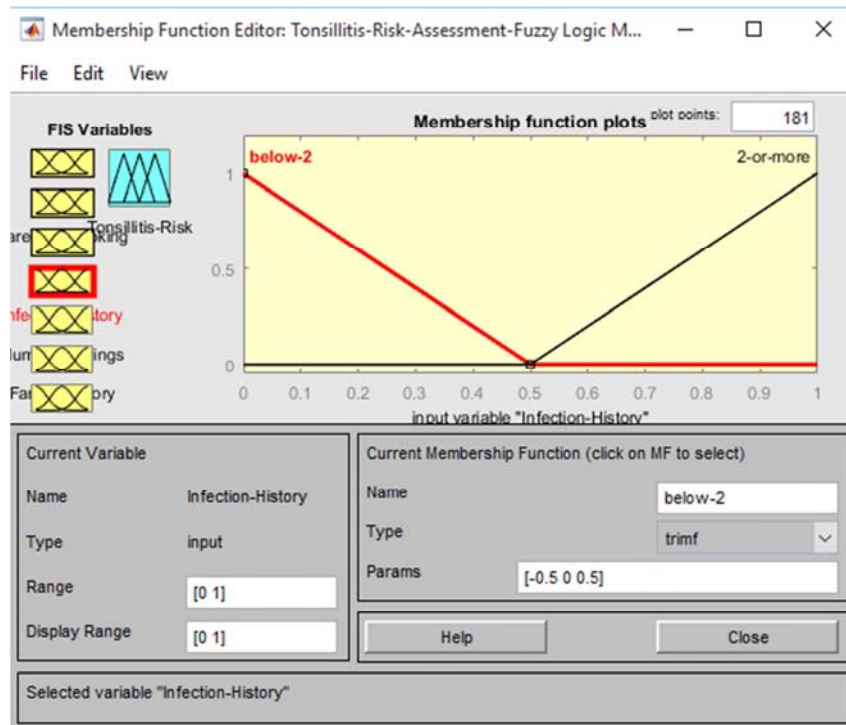 Membership Function Editor: Tonsillitis-Risk-Assessment-Fuzzy Logic M...
File Edit View
FIS Variables
Membership function plots
plot points: 181
below-2
2-or-more
1
0.5
0
0 0.1 0.2 0.3 0.4 0.5 0.6 0.7 0.8 0.9 1
input variable "Infection-History"
Tonsillitis-Risk
Current Variable
Name Infection-History
Type input
Range [0 1]
Display Range [0 1]
Current Membership Function (click on MF to select)
Name below-2
Type trimf
Params [-0.5 0 0.5]
Help Close
Selected variable "Infection-History"